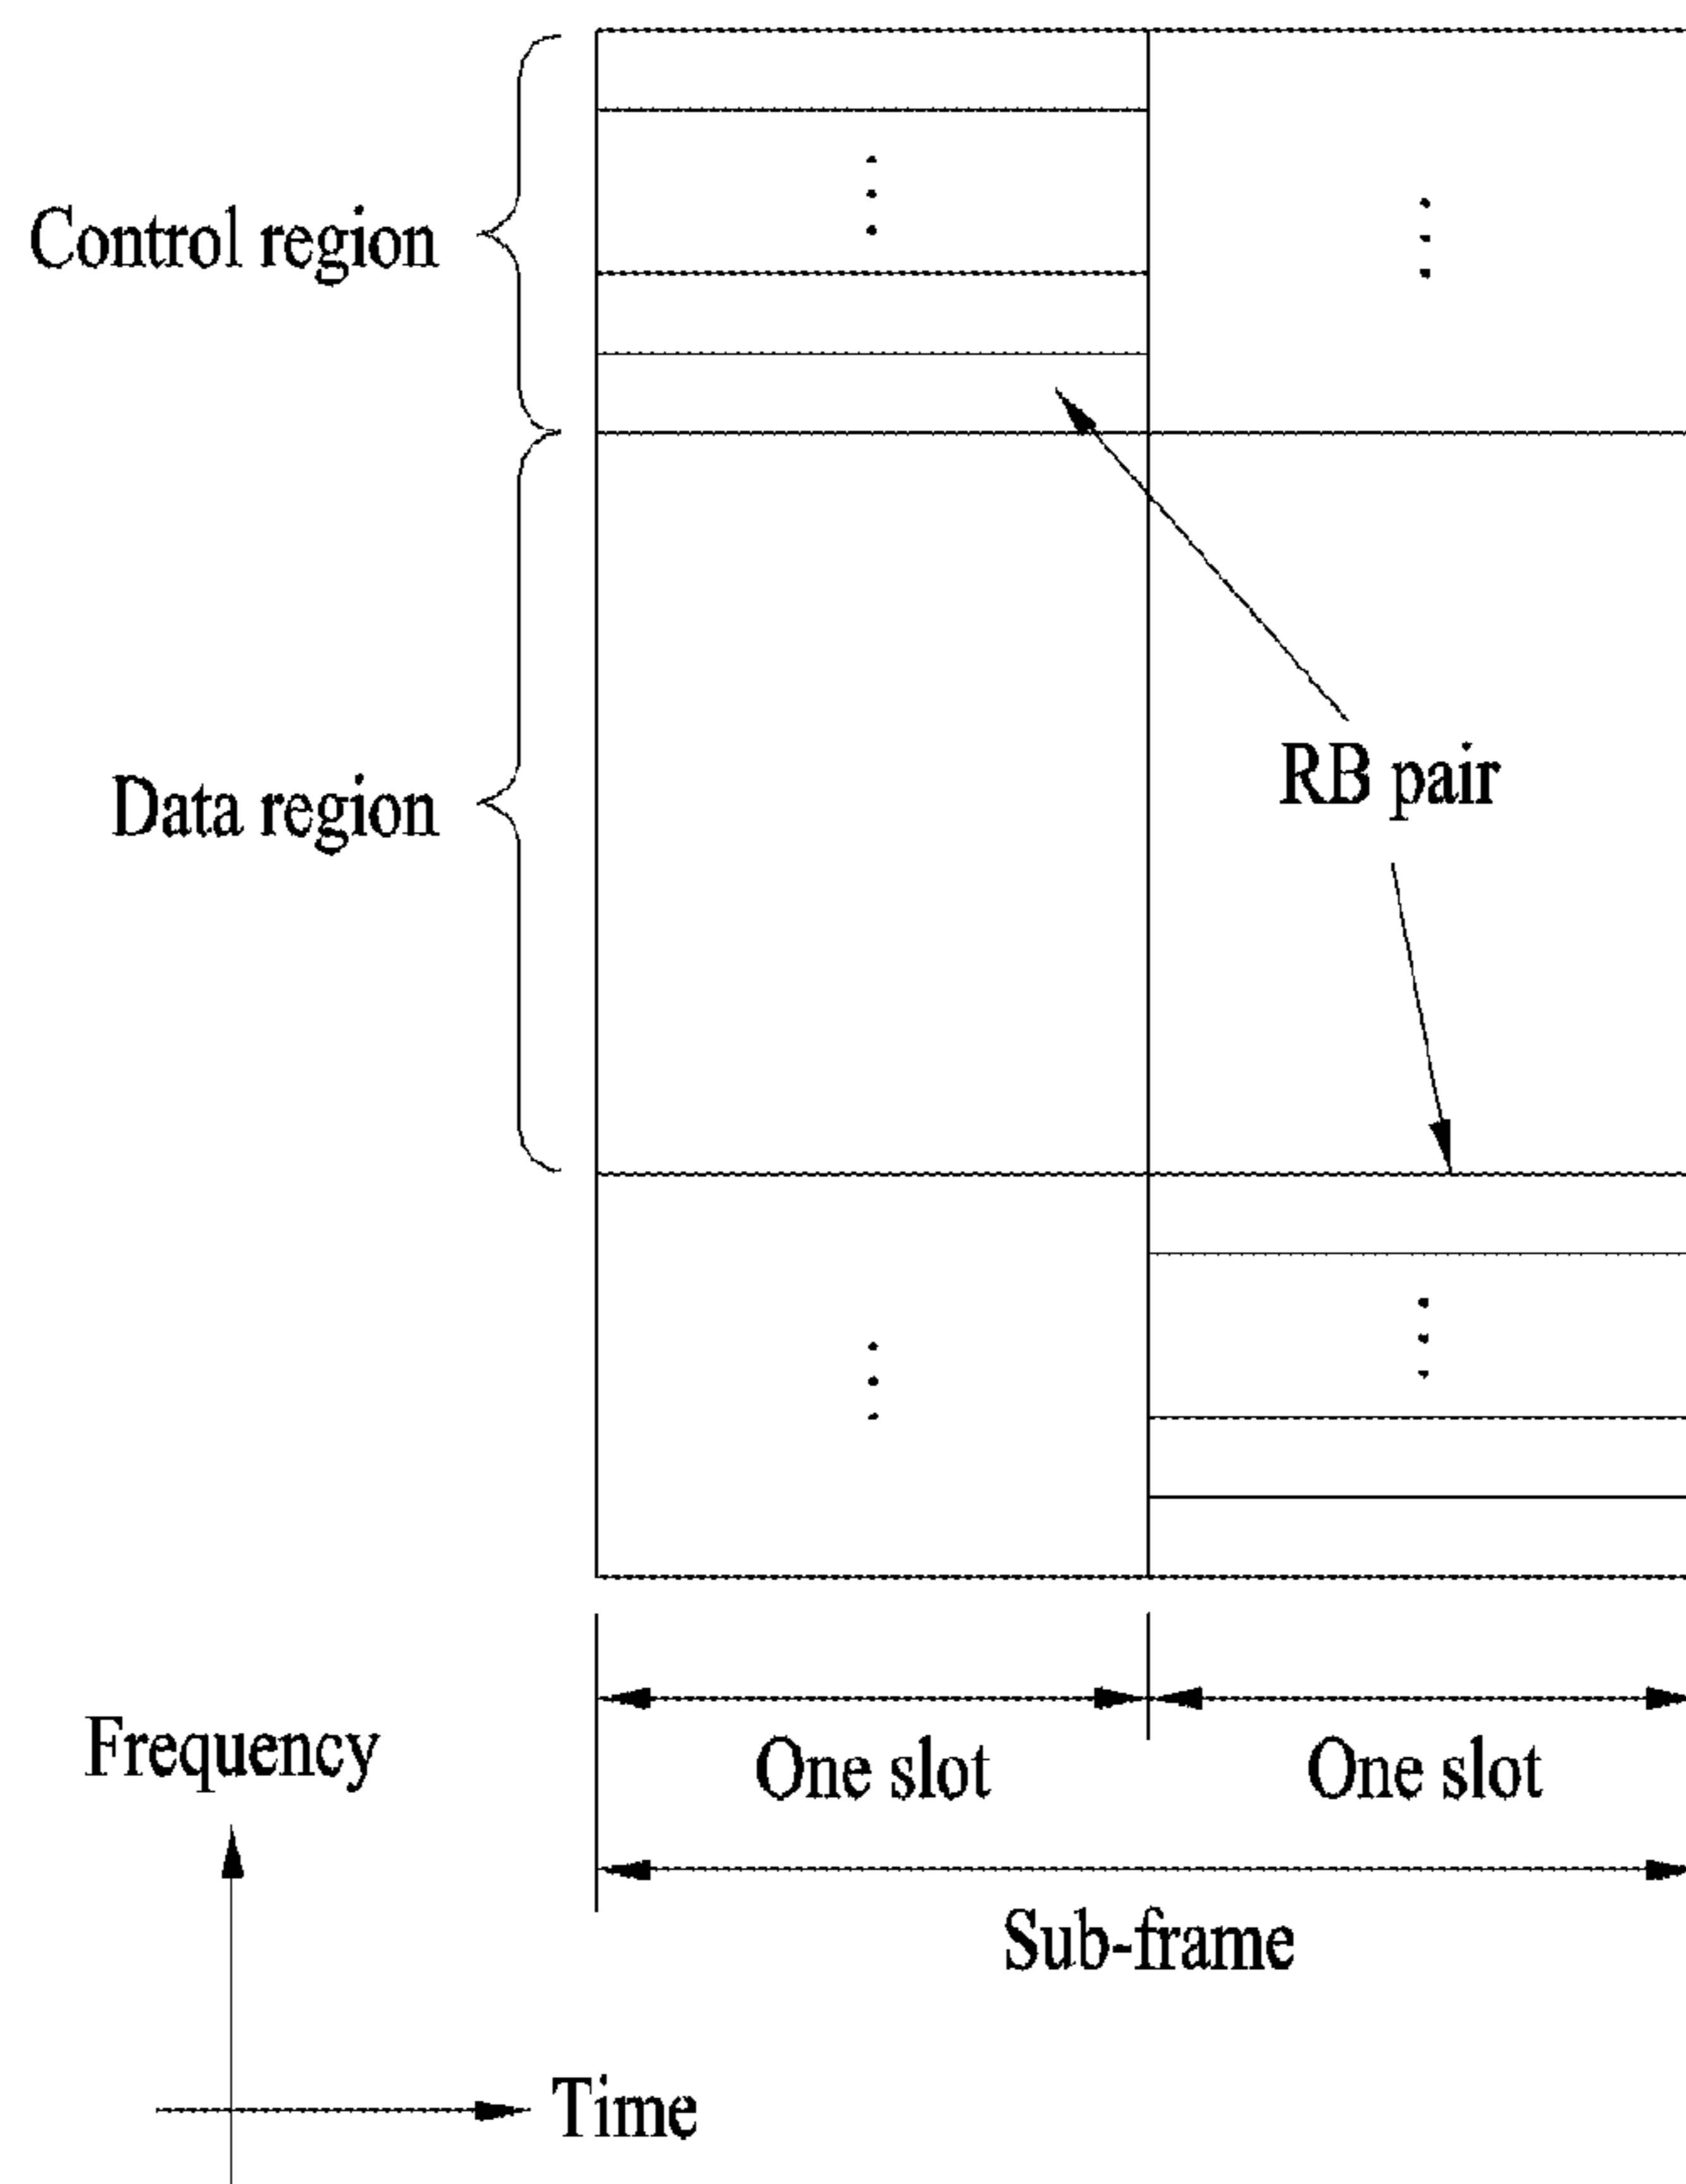 Control region
Data region
RB pair
One slot
One slot
Sub-frame
Frequency
Time